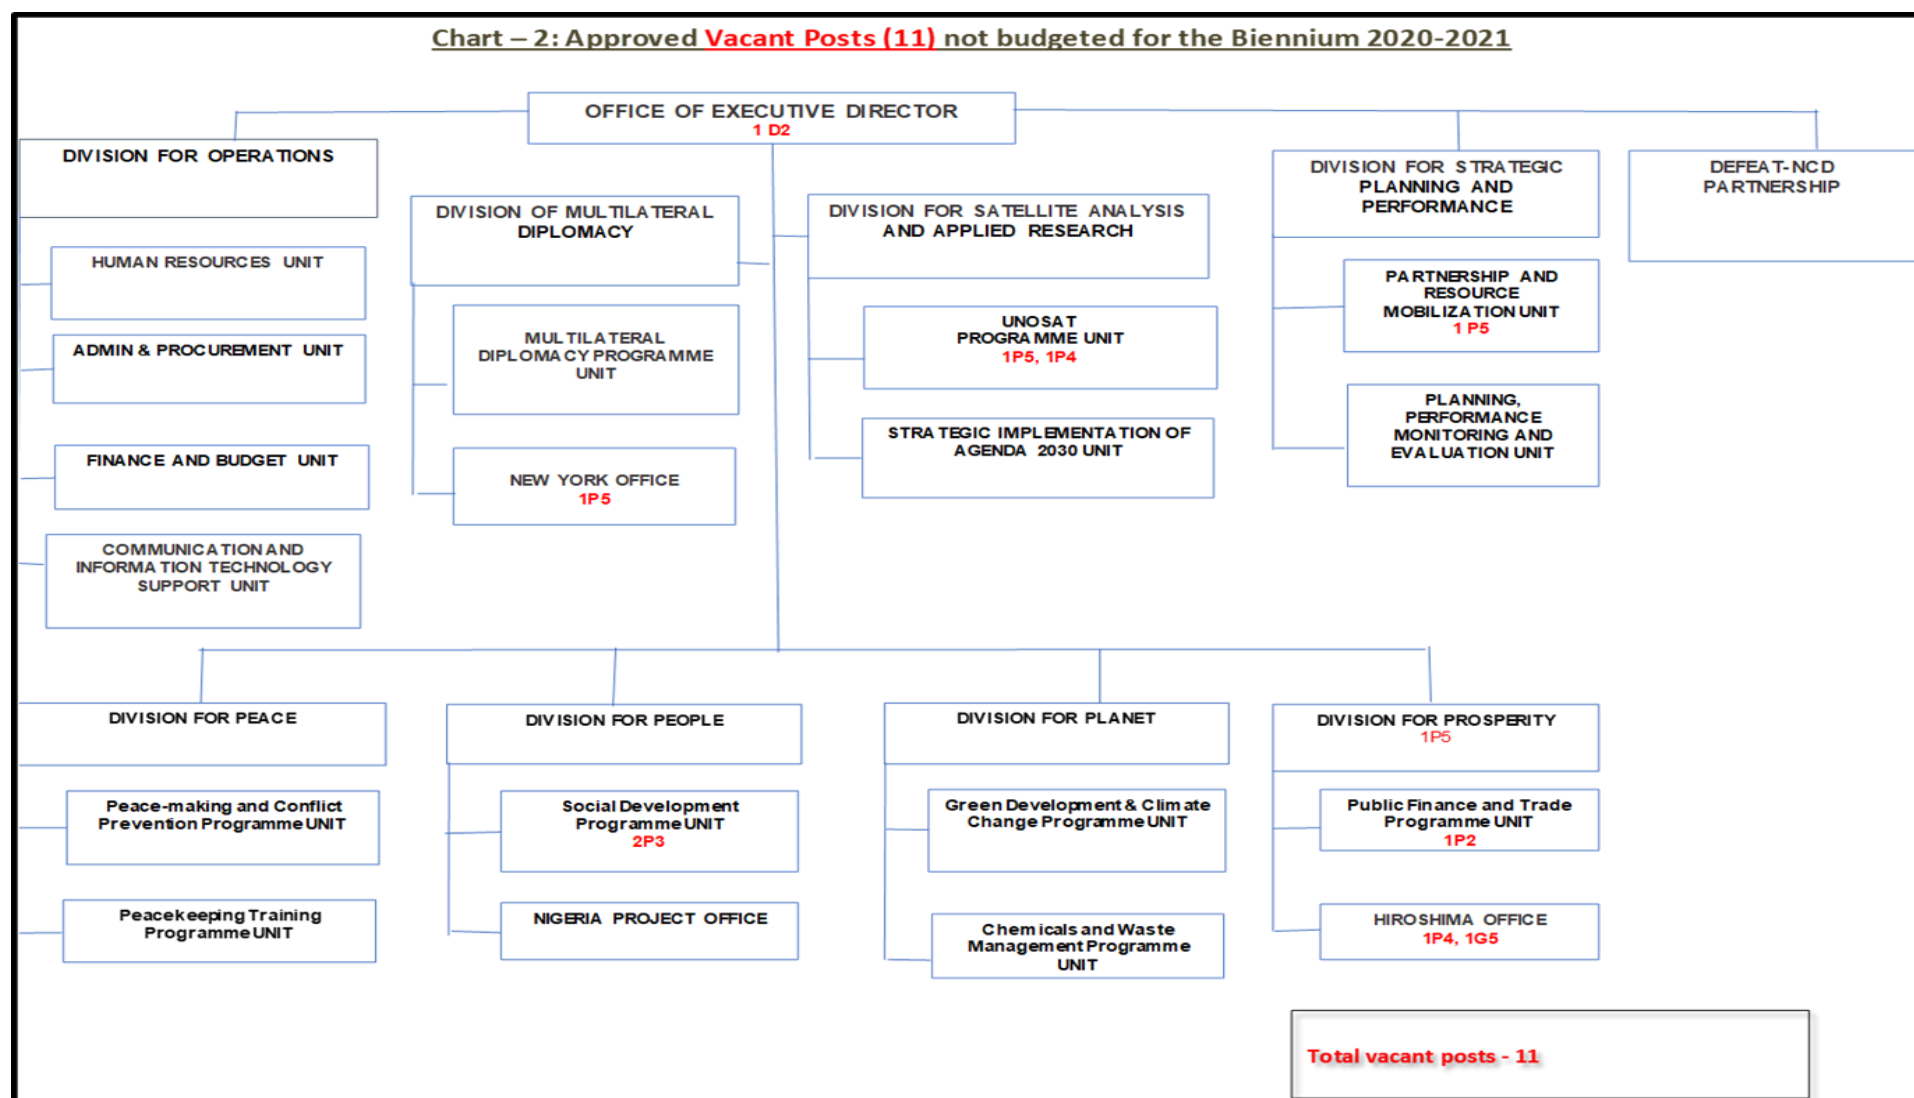 Chart – 2: Approved Vacant Posts (11) not budgeted for the Biennium 2020-2021
OFFICE OF EXECUTIVE DIRECTOR
1 D2
DIVISION FOR OPERATIONS
HUMAN RESOURCES UNIT
ADMIN & PROCUREMENT UNIT
FINANCE AND BUDGET UNIT
COMMUNICATION AND
INFORMATION TECHNOLOGY
SUPPORT UNIT
DIVISION OF MULTILATERAL
DIPLOMACY
MULTILATERAL
DIPLOMACY PROGRAMME
UNIT
NEW YORK OFFICE
1P5
DIVISION FOR SATELLITE ANALYSIS
AND APPLIED RESEARCH
UNOSAT
PROGRAMME UNIT
1P5, 1P4
STRATEGIC IMPLEMENTATION OF
AGENDA 2030 UNIT
DIVISION FOR STRATEGIC
PLANNING AND
PERFORMANCE
PARTNERSHIP AND
RESOURCE
MOBILIZATION UNIT
1 P5
PLANNING,
PERFORMANCE
MONITORING AND
EVALUATION UNIT
DEFEAT-NCD
PARTNERSHIP
DIVISION FOR PEACE
Peace-making and Conflict
Prevention Programme UNIT
Peacekeeping Training
Programme UNIT
DIVISION FOR PEOPLE
Social Development
Programme UNIT
2P3
NIGERIA PROJECT OFFICE
DIVISION FOR PLANET
Green Development & Climate
Change Programme UNIT
Chemicals and Waste
Management Programme
UNIT
DIVISION FOR PROSPERITY
1P5
Public Finance and Trade
Programme UNIT
1P2
HIROSHIMA OFFICE
1P4, 1G5
Total vacant posts - 11